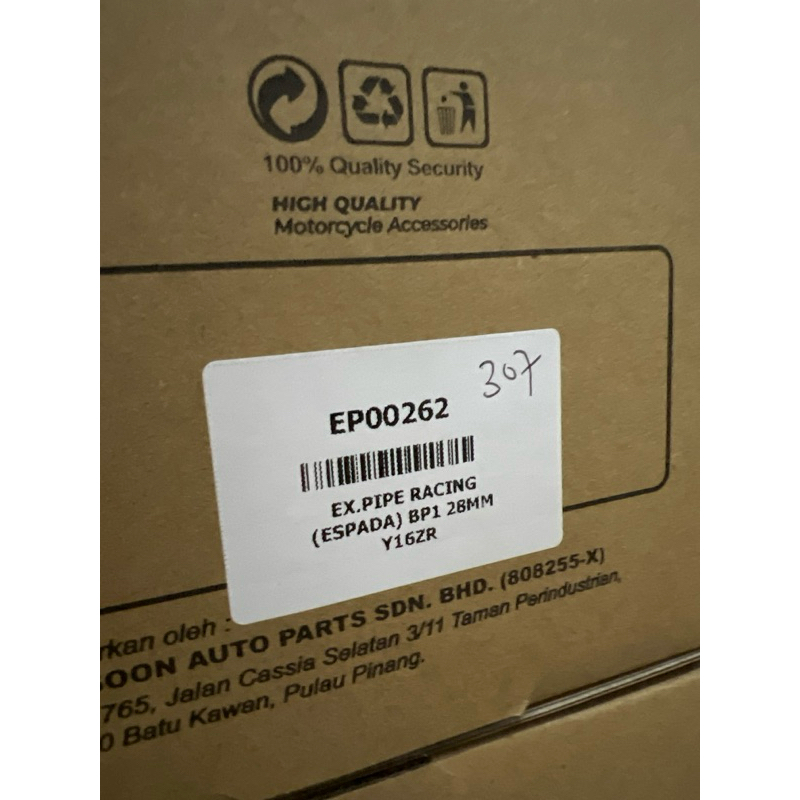 100% Quality Security
HIGH QUALITY
Motorcycle Accessories
307
EP00262
EX.PIPE RACING
(ESPADA) BP1 28MM
Y16ZR
rkan oleh :
OON AUTO PARTS SDN. BHD. (808255-X)
765, Jalan Cassia Selatan 3/11 Taman Perindustrian,
0 Batu Kawan, Pulau Pinang.